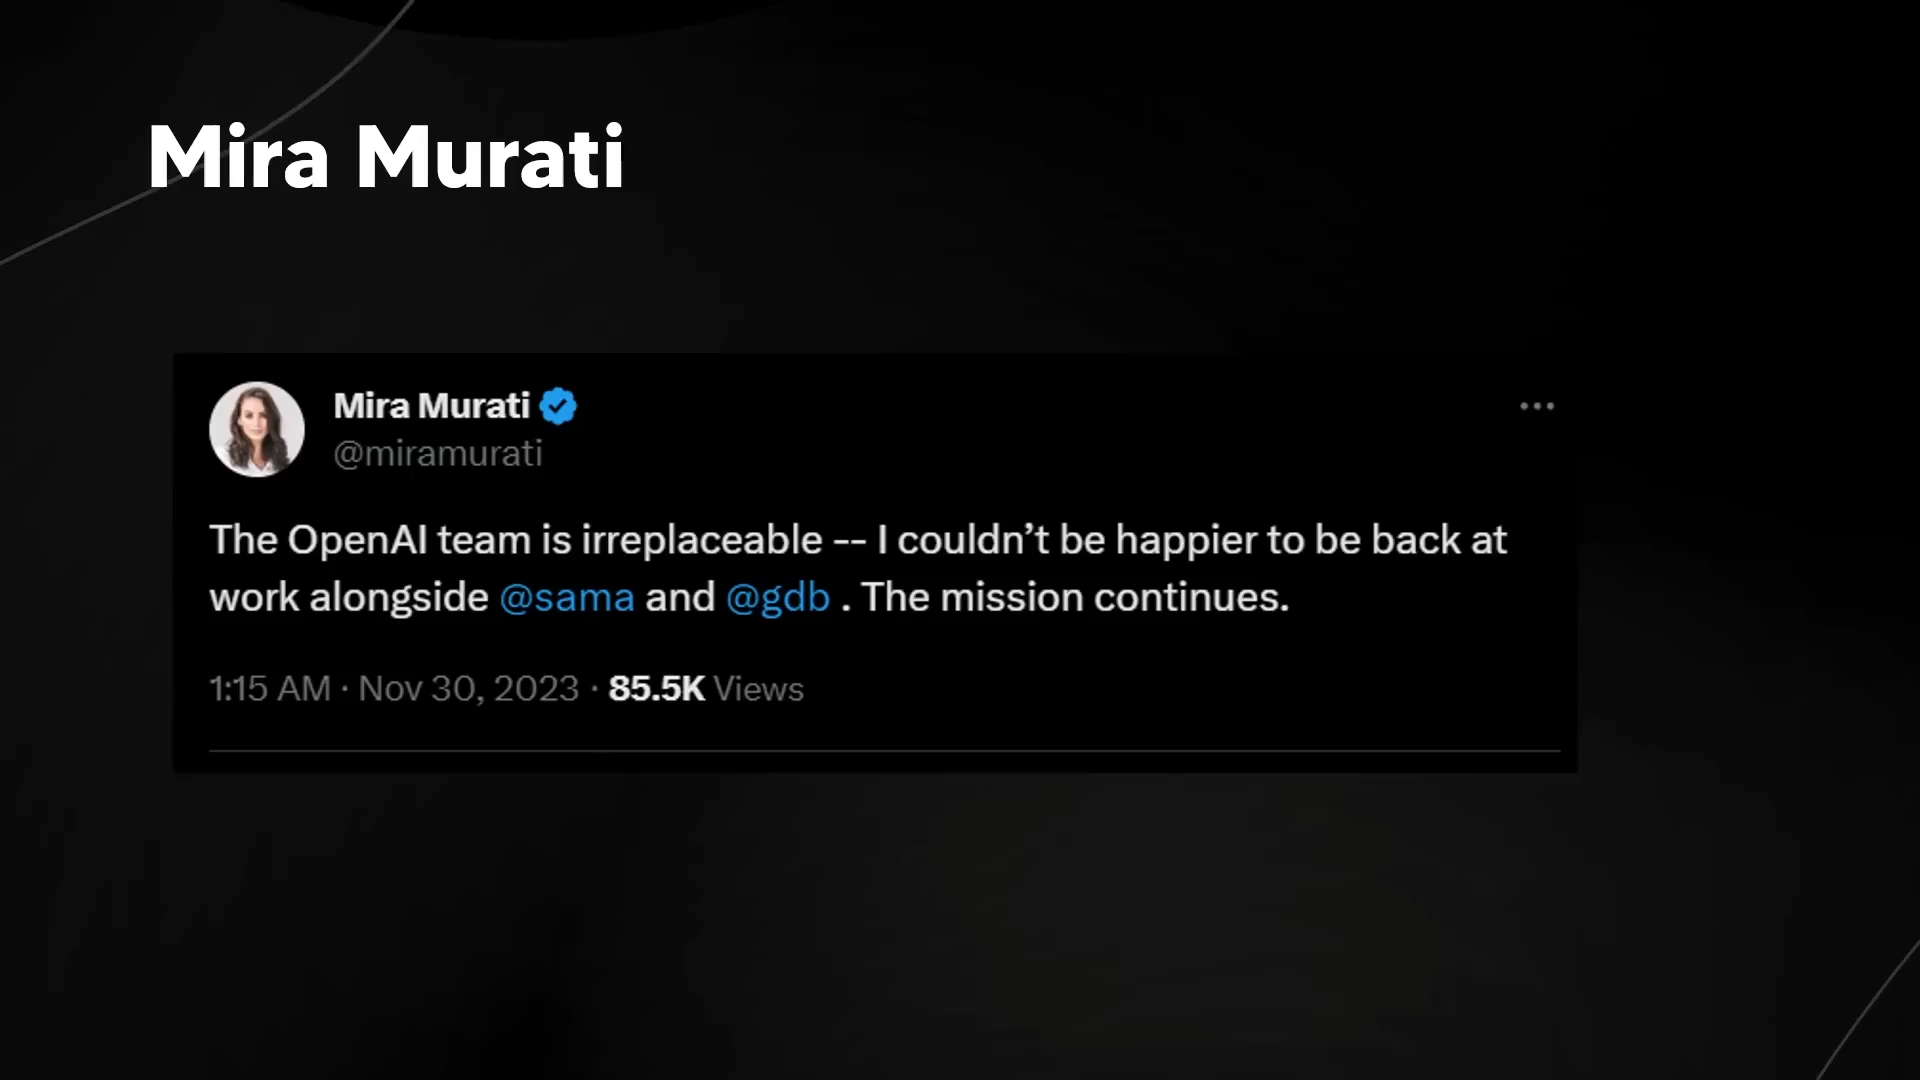 Mira Murati
Mira Murati
@miramurati
The OpenAI team is irreplaceable -- I couldn’t be happier to be back at
work alongside @sama and @gdb . The mission continues.
1:15 AM · Nov 30, 2023 · 85.5K Views